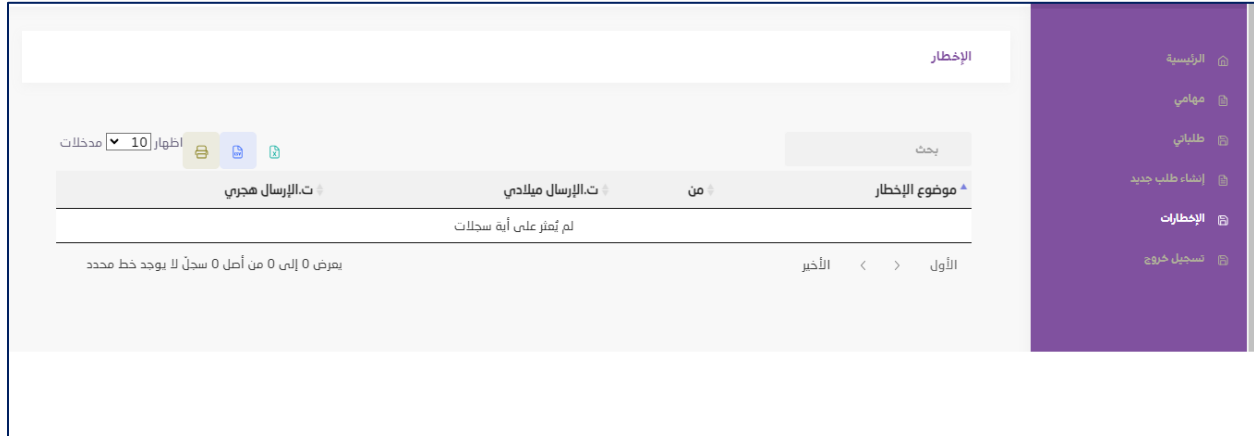 الرئيسية
مهامي
طلباتي
إنشاء طلب جديد
الإخطارات
تسجيل خروج
الإخطار
بحث
اظهار 10 مدخلات
موضوع الإخطار من ت.الإرسال ميلادي ت.الإرسال هجري
لم يُعثر على أية سجلات
الأول الأخير يعرض 0 إلى 0 من أصل 0 سجلّ لا يوجد خط محدد